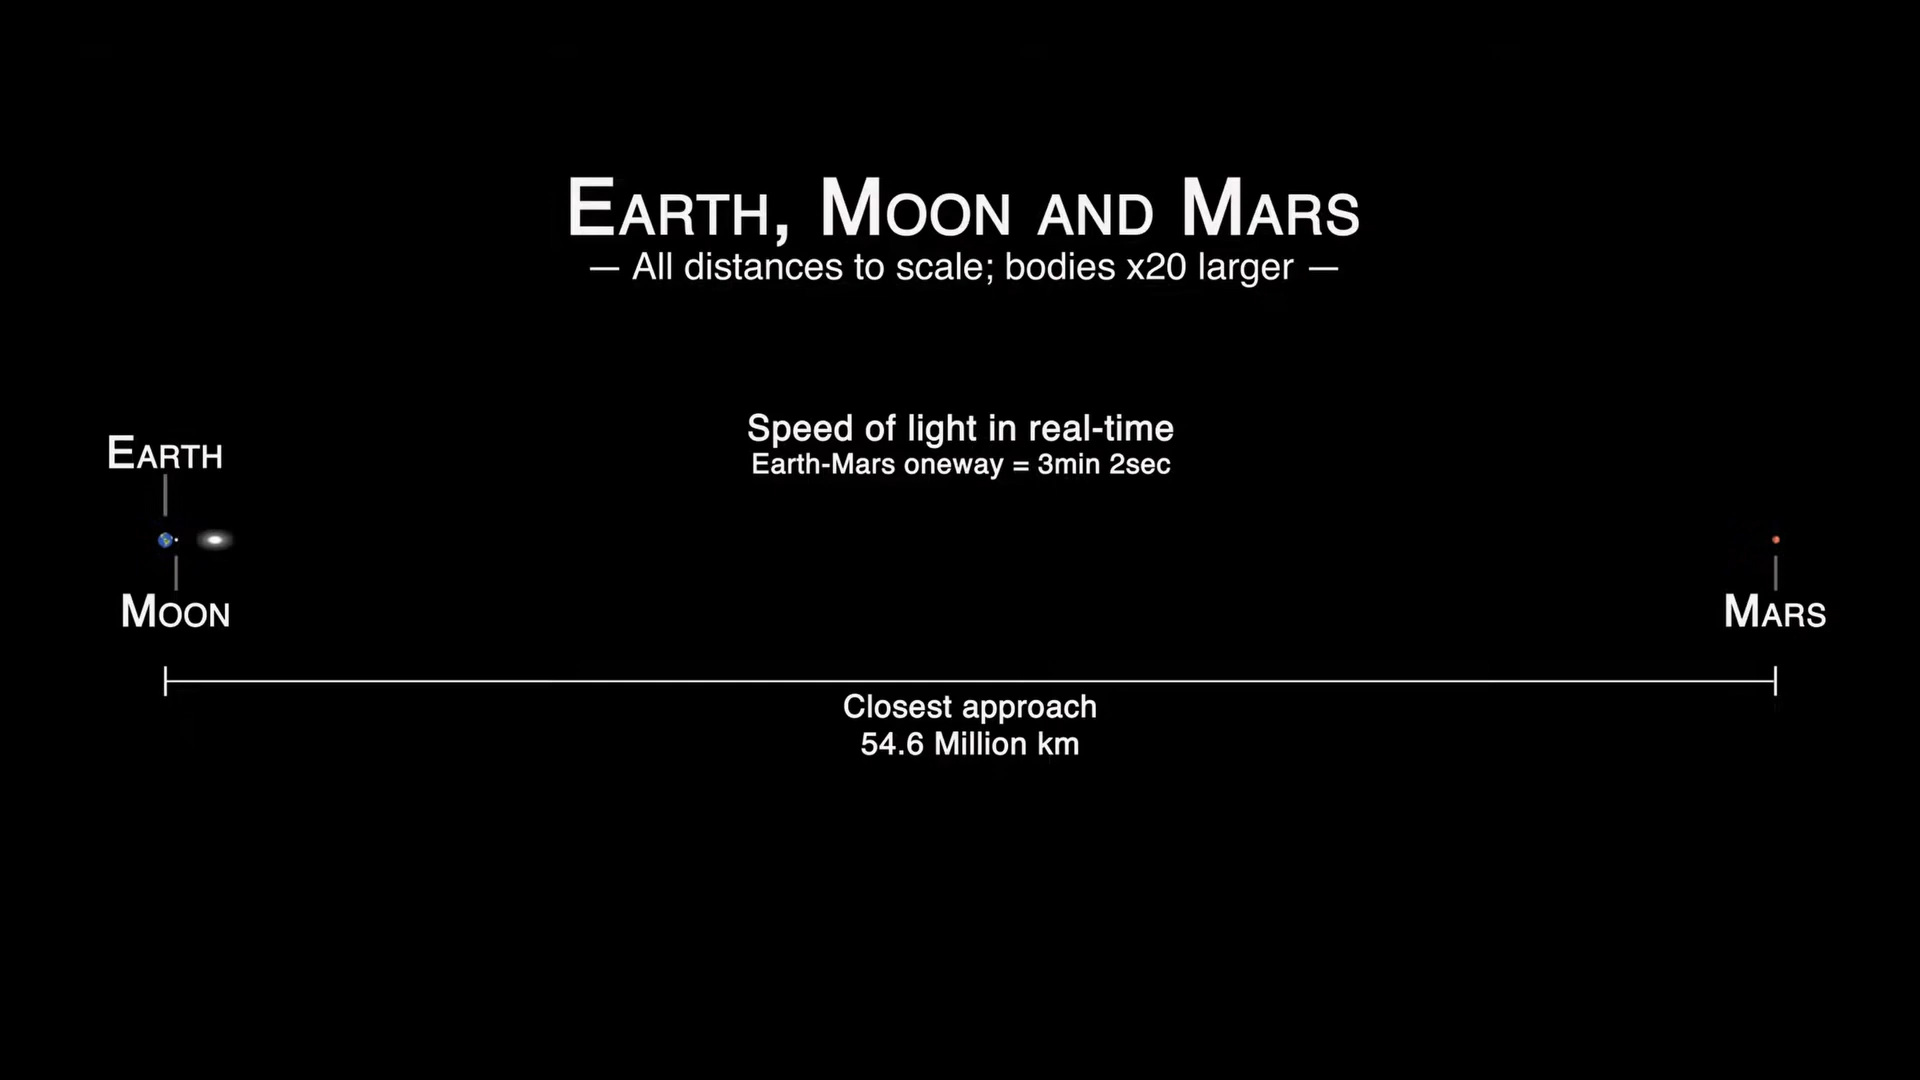 Earth, Moon and Mars
— All distances to scale; bodies x20 larger —
Speed of light in real-time
Earth-Mars oneway = 3min 2sec
Earth
Moon
Mars
Closest approach
54.6 Million km